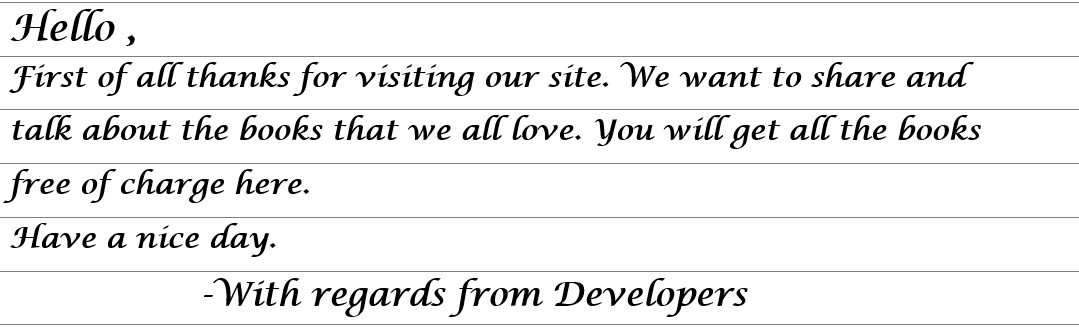 Hello ,
First of all thanks for visiting our site. We want to share and
talk about the books that we all love. You will get all the books
free of charge here.
Have a nice day.
-With regards from Developers